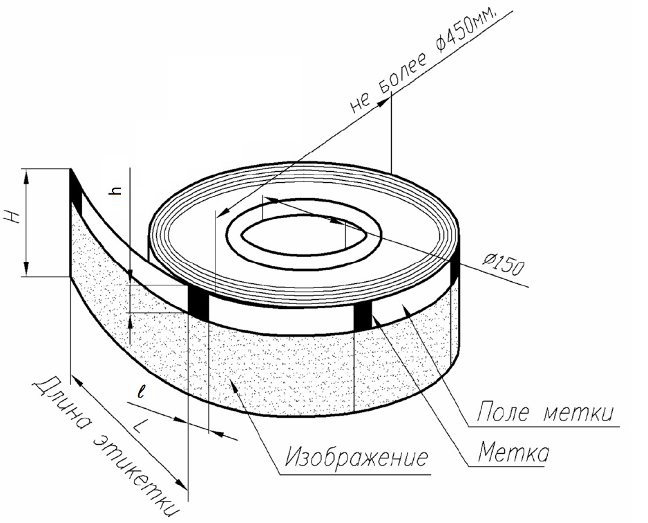 не более Ø450мм.
h
H
Ø150
ℓ
L
Длина этикетки
Поле метки
Метка
Изображение